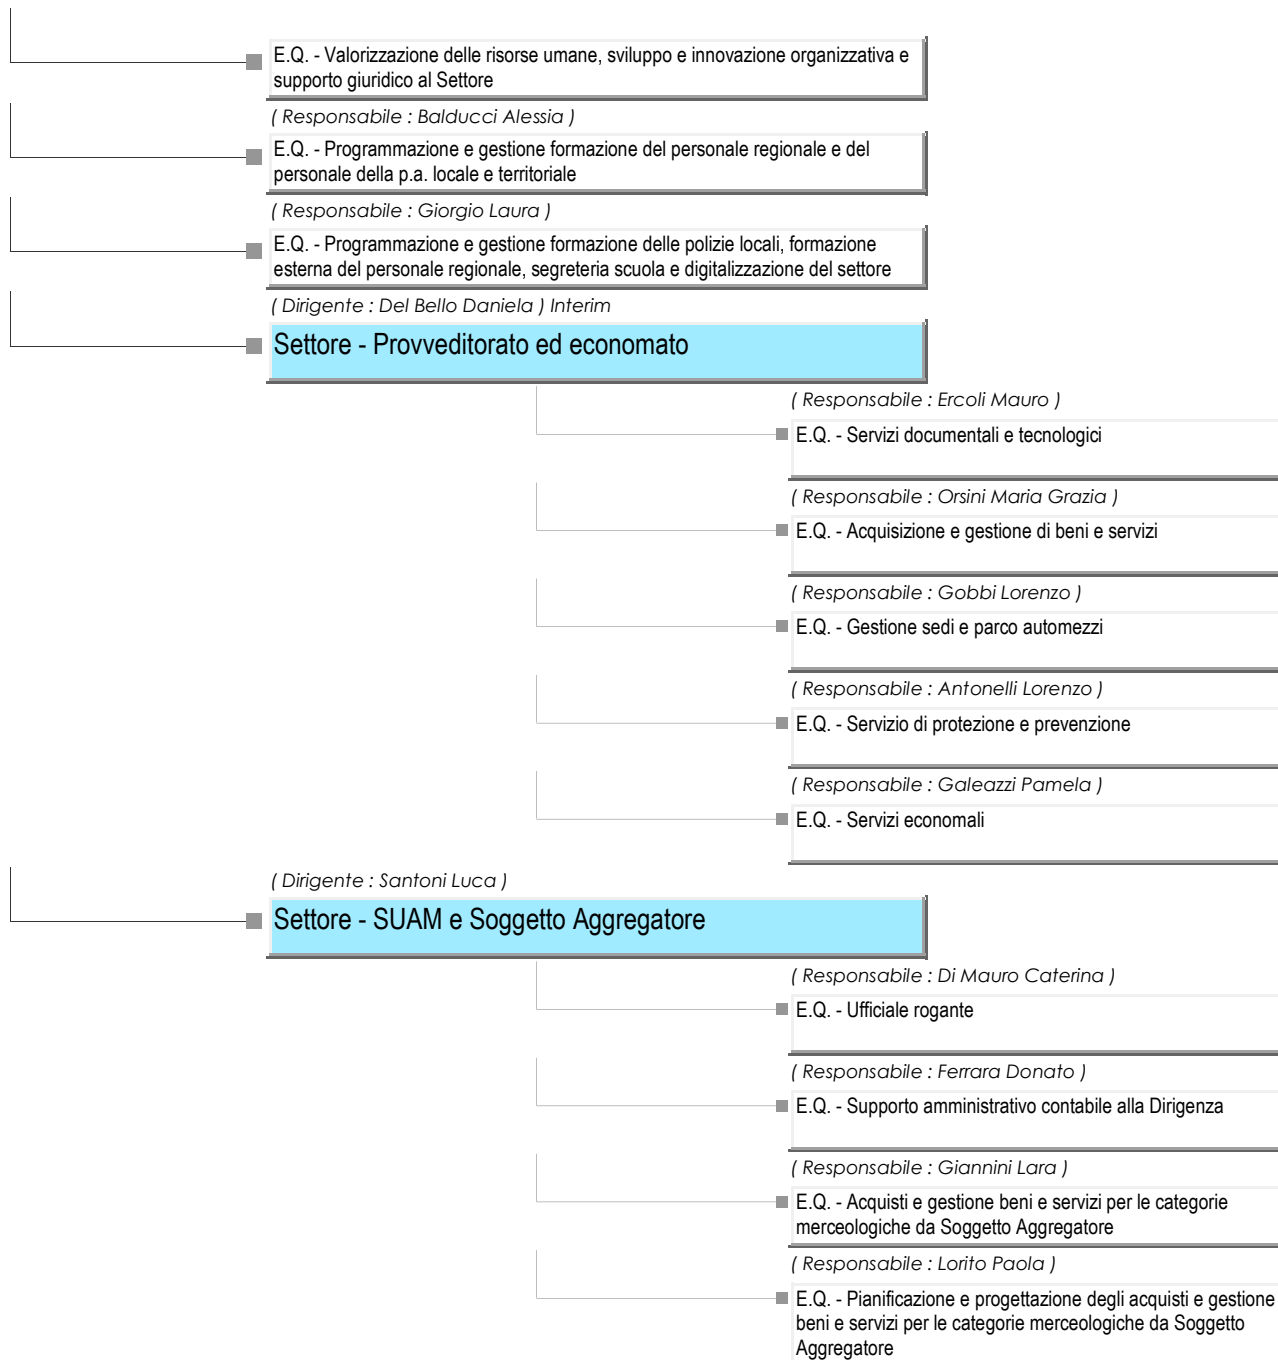 E.Q. - Valorizzazione delle risorse umane, sviluppo e innovazione organizzativa e
supporto giuridico al Settore
( Responsabile : Balducci Alessia )
E.Q. - Programmazione e gestione formazione del personale regionale e del
personale della p.a. locale e territoriale
( Responsabile : Giorgio Laura )
E.Q. - Programmazione e gestione formazione delle polizie locali, formazione
esterna del personale regionale, segreteria scuola e digitalizzazione del settore
( Dirigente : Del Bello Daniela ) Interim
Settore - Provveditorato ed economato
( Responsabile : Ercoli Mauro )
E.Q. - Servizi documentali e tecnologici
( Responsabile : Orsini Maria Grazia )
E.Q. - Acquisizione e gestione di beni e servizi
( Responsabile : Gobbi Lorenzo )
E.Q. - Gestione sedi e parco automezzi
( Responsabile : Antonelli Lorenzo )
E.Q. - Servizio di protezione e prevenzione
( Responsabile : Galeazzi Pamela )
E.Q. - Servizi economali
( Dirigente : Santoni Luca )
Settore - SUAM e Soggetto Aggregatore
( Responsabile : Di Mauro Caterina )
E.Q. - Ufficiale rogante
( Responsabile : Ferrara Donato )
E.Q. - Supporto amministrativo contabile alla Dirigenza
( Responsabile : Giannini Lara )
E.Q. - Acquisti e gestione beni e servizi per le categorie
merceologiche da Soggetto Aggregatore
( Responsabile : Lorito Paola )
E.Q. - Pianificazione e progettazione degli acquisti e gestione
beni e servizi per le categorie merceologiche da Soggetto
Aggregatore